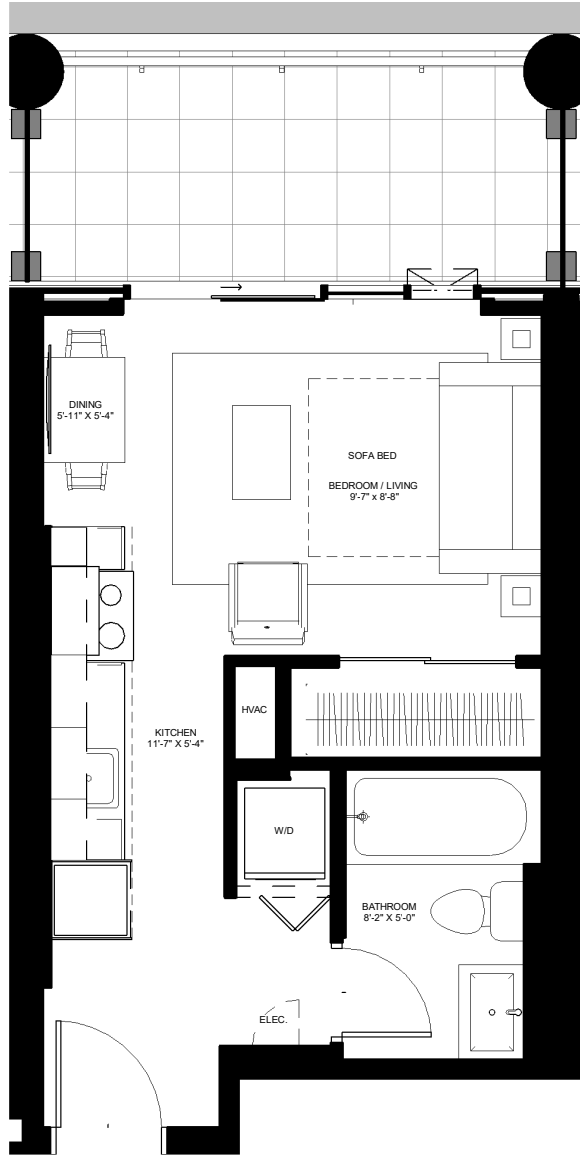 DINING
5'-11" X 5'-4"
SOFA BED
BEDROOM / LIVING
9'-7" x 8'-8"
HVAC
KITCHEN
11'-7" X 5'-4"
W/D
BATHROOM
8'-2" X 5'-0"
ELEC.